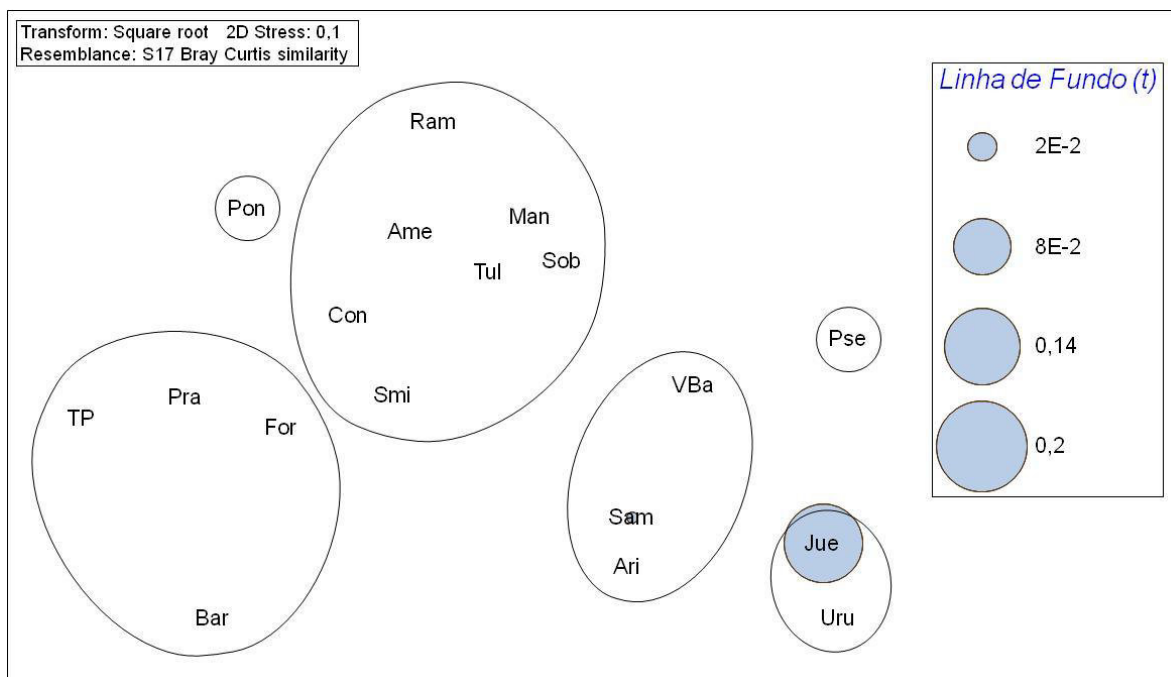 Transform: Square root 2D Stress: 0,1
Resemblance: S17 Bray Curtis similarity
Linha de Fundo (t)
2E-2
8E-2
0,14
0,2
Ram
Pon
Man
Ame
Sob
Tul
Con
Pse
VBa
Pra
Smi
TP
For
Sam
Jue
Ari
Bar
Uru